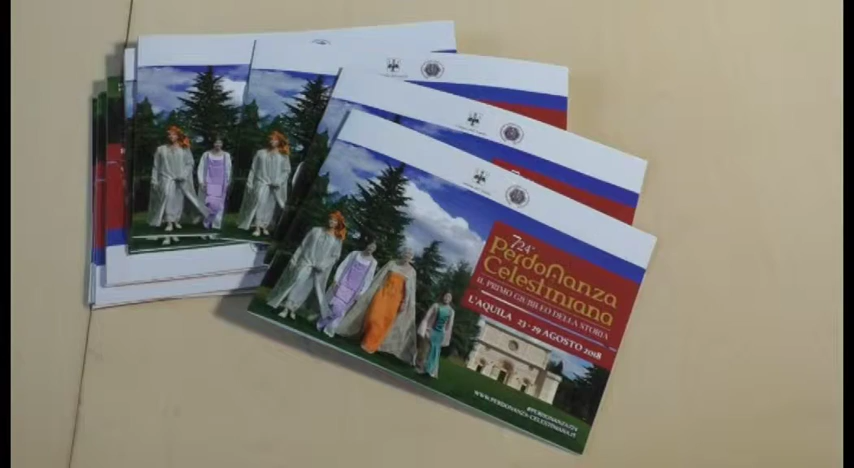 724ª
Perdonanza
Celestiniana
IL PRIMO GIUBILEO DELLA STORIA
L'AQUILA 23 - 29 AGOSTO 2018
#PERDONANZA724
WWW.PERDONANZA-CELESTINIANA.IT